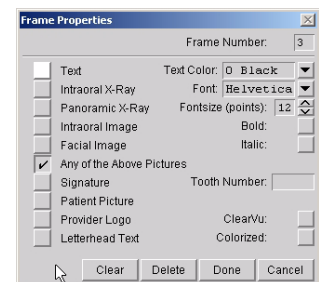 Frame Properties
Frame Number: 3
Text Text Color: 0 Black
Intraoral X-Ray Font: Helvetica
Panoramic X-Ray Fontsize (points): 12
Intraoral Image Bold:
Facial Image Italic:
Any of the Above Pictures
Signature Tooth Number:
Patient Picture
Provider Logo ClearVu:
Letterhead Text Colorized:
Clear Delete Done Cancel